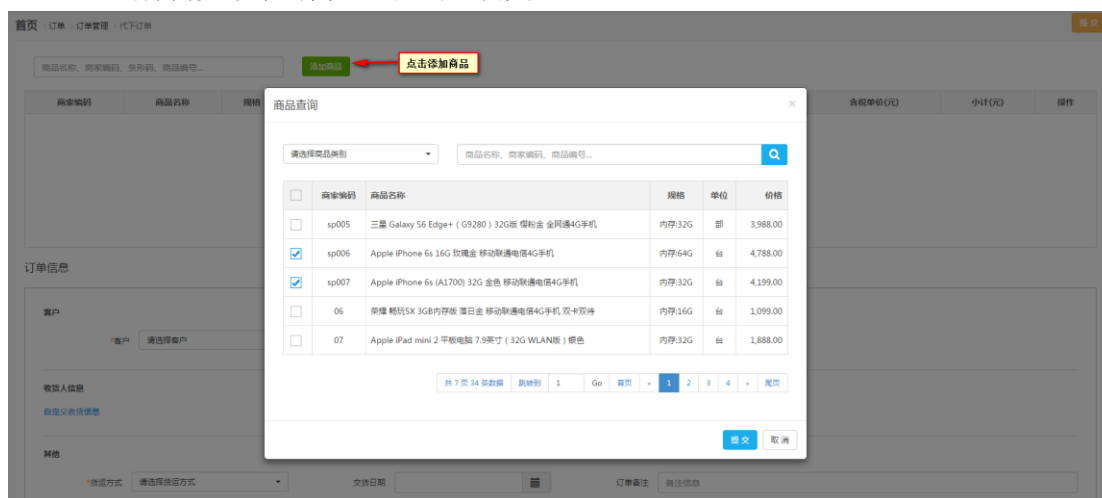 首页 > 订单 > 订单管理 > 代下订单
提 交
商品名称、商家编码、条形码、商品编号...
添加商品
点击添加商品
商家编码 商品名称 规格 含税单价(元) 小计(元) 操作
商品查询 ×
请选择商品类别
商品名称、商家编码、商品编号...
商家编码 商品名称 规格 单位 价格
sp005 三星 Galaxy S6 Edge+ ( G9280 ) 32G版 樱粉金 全网通4G手机 内存:32G 部 3,988.00
sp006 Apple iPhone 6s 16G 玫瑰金 移动联通电信4G手机 内存:64G 台 4,788.00
sp007 Apple iPhone 6s (A1700) 32G 金色 移动联通电信4G手机 内存:32G 台 4,199.00
06 荣耀 畅玩5X 3GB内存版 落日金 移动联通电信4G手机 双卡双待 内存:16G 台 1,099.00
07 Apple iPad mini 2 平板电脑 7.9英寸 ( 32G WLAN版 ) 银色 内存:32G 台 1,888.00
共 7 页 34 条数据 跳转到 1 Go 首页 « 1 2 3 4 » 尾页
提 交 取 消
订单信息
客户
*客户 请选择客户
收货人信息
自定义收货信息
其他
*货运方式 请选择货运方式 交货日期 订单备注 备注信息